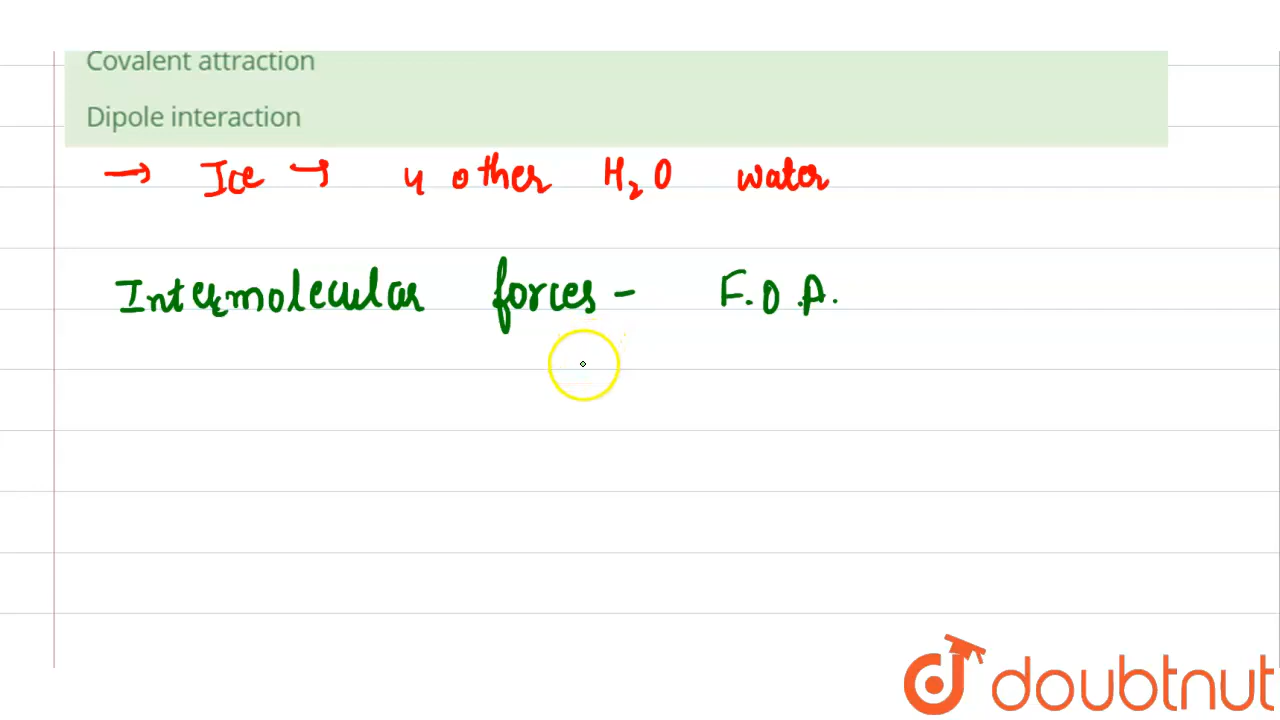 Covalent attraction
Dipole interaction
→ Ice → 4 other H₂O water
Intermolecular forces - F.O.A.
doubtnut